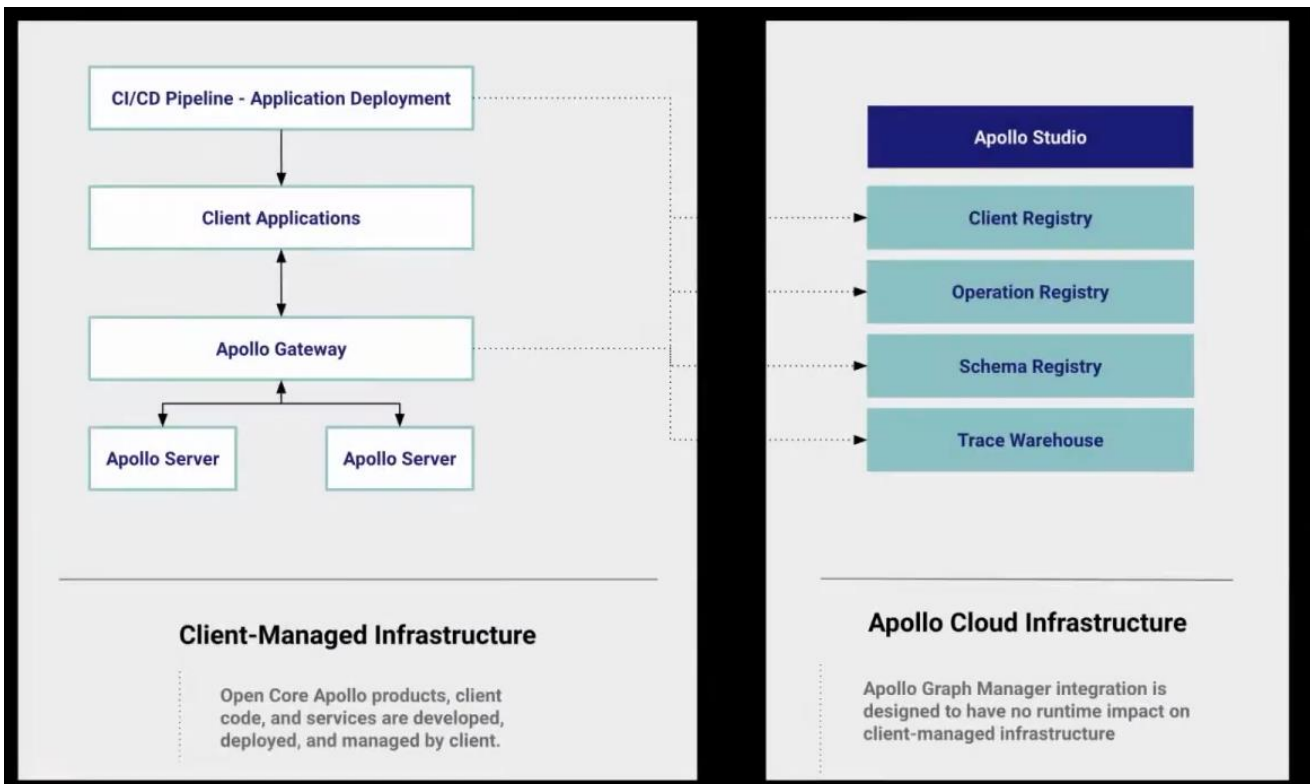 CI/CD Pipeline - Application Deployment
Client Applications
Apollo Gateway
Apollo Server
Apollo Server
Client-Managed Infrastructure
Open Core Apollo products, client
code, and services are developed,
deployed, and managed by client.
Apollo Studio
Client Registry
Operation Registry
Schema Registry
Trace Warehouse
Apollo Cloud Infrastructure
Apollo Graph Manager integration is
designed to have no runtime impact on
client-managed infrastructure